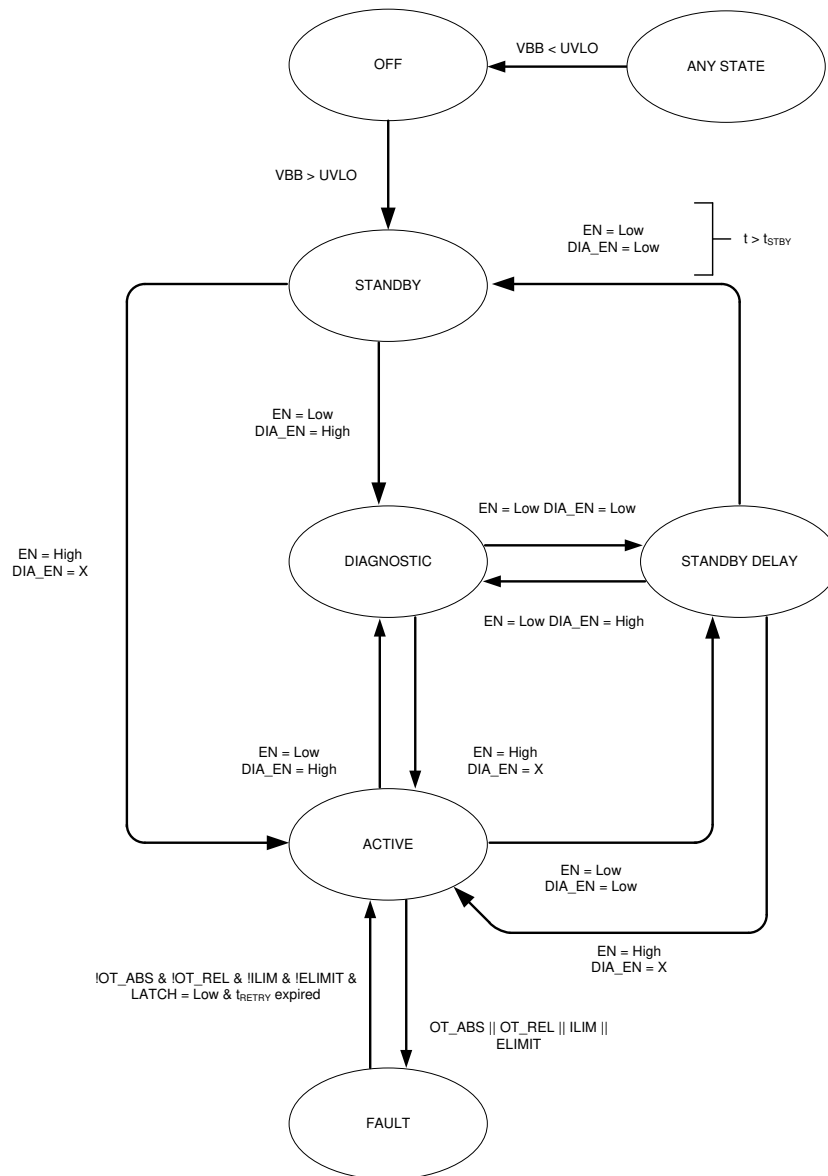 VBB < UVLO
OFF
ANY STATE
VBB > UVLO
EN = Low
DIA_EN = Low
t > tSTBY
STANDBY
EN = Low
DIA_EN = High
EN = Low DIA_EN = Low
EN = High
DIA_EN = X
DIAGNOSTIC
STANDBY DELAY
EN = Low DIA_EN = High
EN = Low
DIA_EN = High
EN = High
DIA_EN = X
ACTIVE
EN = Low
DIA_EN = Low
EN = High
DIA_EN = X
!OT_ABS & !OT_REL & !ILIM & !ELIMIT &
LATCH = Low & tRETRY expired
OT_ABS || OT_REL || ILIM ||
ELIMIT
FAULT